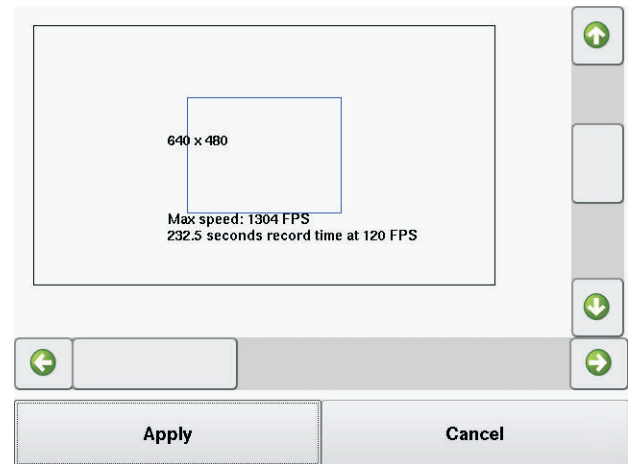 640 x 480
Max speed: 1304 FPS
232.5 seconds record time at 120 FPS
Apply
Cancel